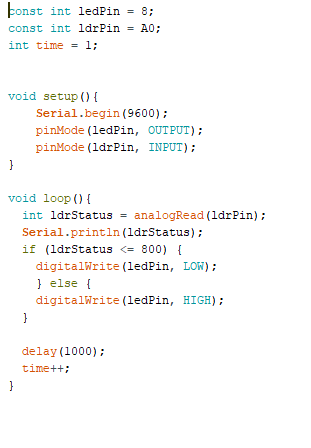 const int ledPin = 8;
const int ldrPin = A0;
int time = 1;
void setup(){
Serial.begin(9600);
pinMode(ledPin, OUTPUT);
pinMode(ldrPin, INPUT);
}
void loop(){
int ldrStatus = analogRead(ldrPin);
Serial.println(ldrStatus);
if (ldrStatus <= 800) {
digitalWrite(ledPin, LOW);
} else {
digitalWrite(ledPin, HIGH);
}
delay(1000);
time++;
}